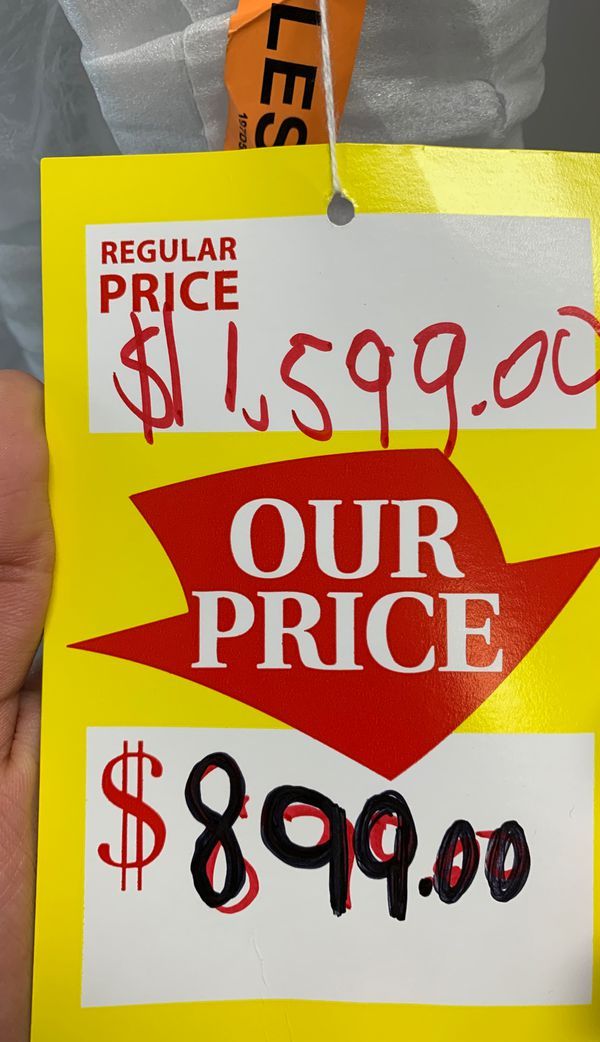 LES
REGULAR
PRICE
$1,599.00
OUR
PRICE
$899.00